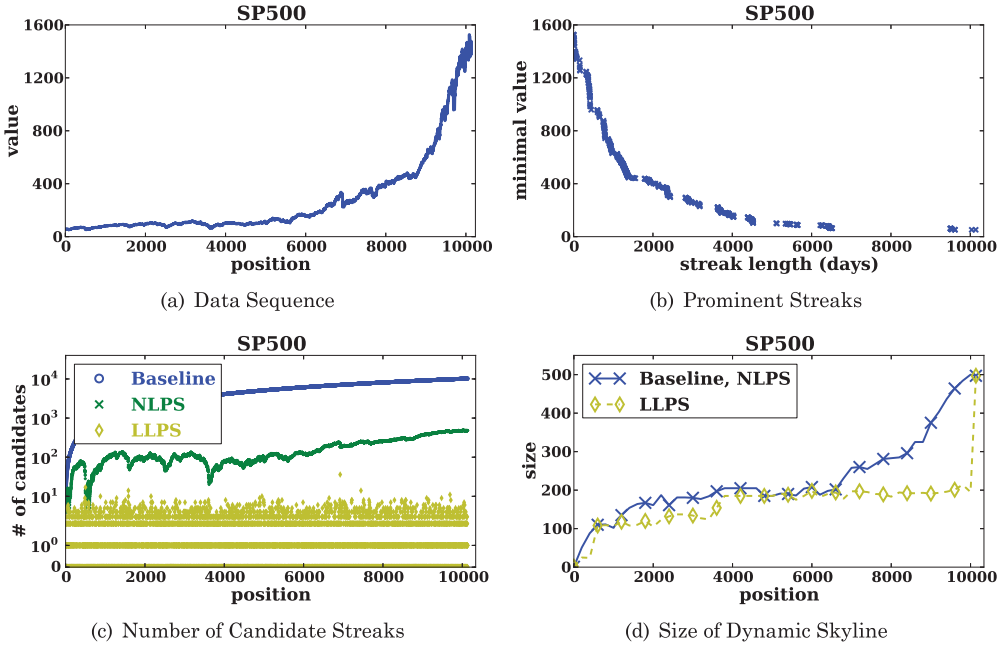 SP500
1600
1200
800
400
0
value
0 2000 4000 6000 8000 10000
position
(a) Data Sequence
SP500
1600
1200
800
400
0
minimal value
0 2000 4000 6000 8000 10000
streak length (days)
(b) Prominent Streaks
SP500
10^4
10^3
10^2
10^1
10^0
0
# of candidates
Baseline
NLPS
LLPS
0 2000 4000 6000 8000 10000
position
(c) Number of Candidate Streaks
SP500
500
400
300
200
100
0
size
Baseline, NLPS
LLPS
0 2000 4000 6000 8000 10000
position
(d) Size of Dynamic Skyline